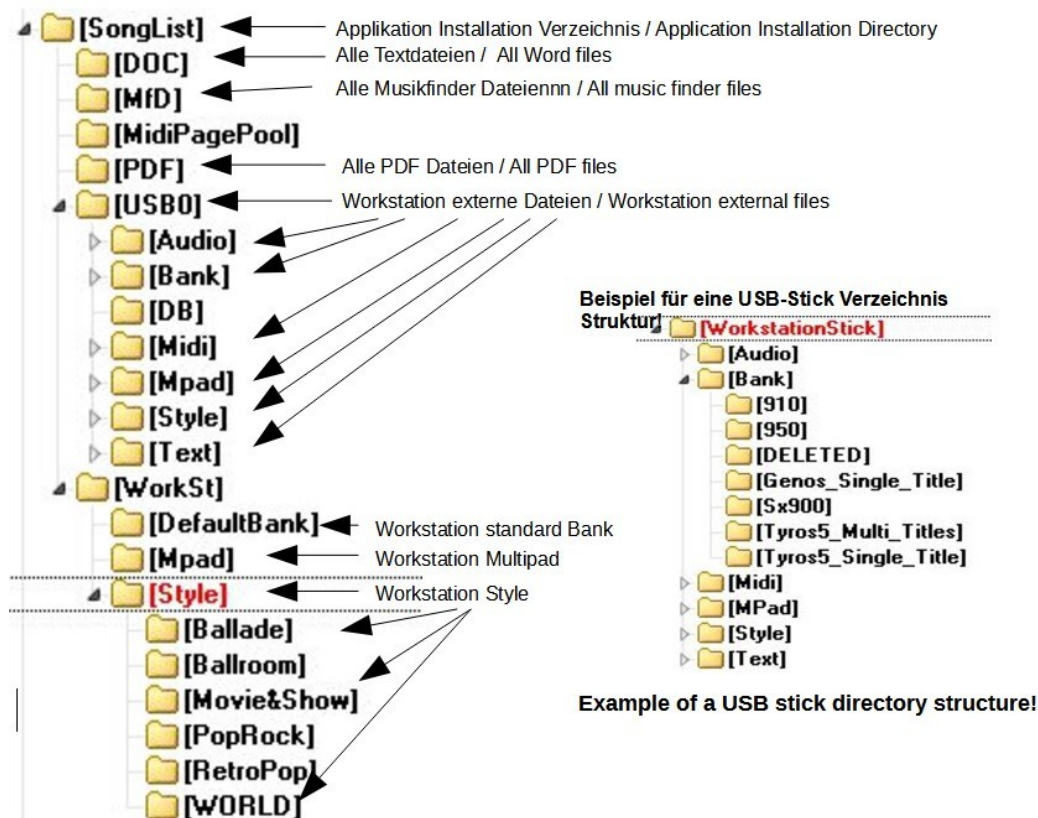 [SongList]
Applikation Installation Verzeichnis / Application Installation Directory
[DOC]
Alle Textdateien / All Word files
[MfD]
Alle Musikfinder Dateiennn / All music finder files
[MidiPagePool]
[PDF]
Alle PDF Dateien / All PDF files
[USB0]
Workstation externe Dateien / Workstation external files
[Audio]
[Bank]
[DB]
[Midi]
[Mpad]
[Style]
[Text]
[WorkSt]
[DefaultBank]
Workstation standard Bank
[Mpad]
Workstation Multipad
[Style]
Workstation Style
[Ballade]
[Ballroom]
[Movie&Show]
[PopRock]
[RetroPop]
[WORLD]
Beispiel für eine USB-Stick Verzeichnis
Struktur!
[WorkstationStick]
[Audio]
[Bank]
[910]
[950]
[DELETED]
[Genos_Single_Title]
[Sx900]
[Tyros5_Multi_Titles]
[Tyros5_Single_Title]
[Midi]
[MPad]
[Style]
[Text]
Example of a USB stick directory structure!